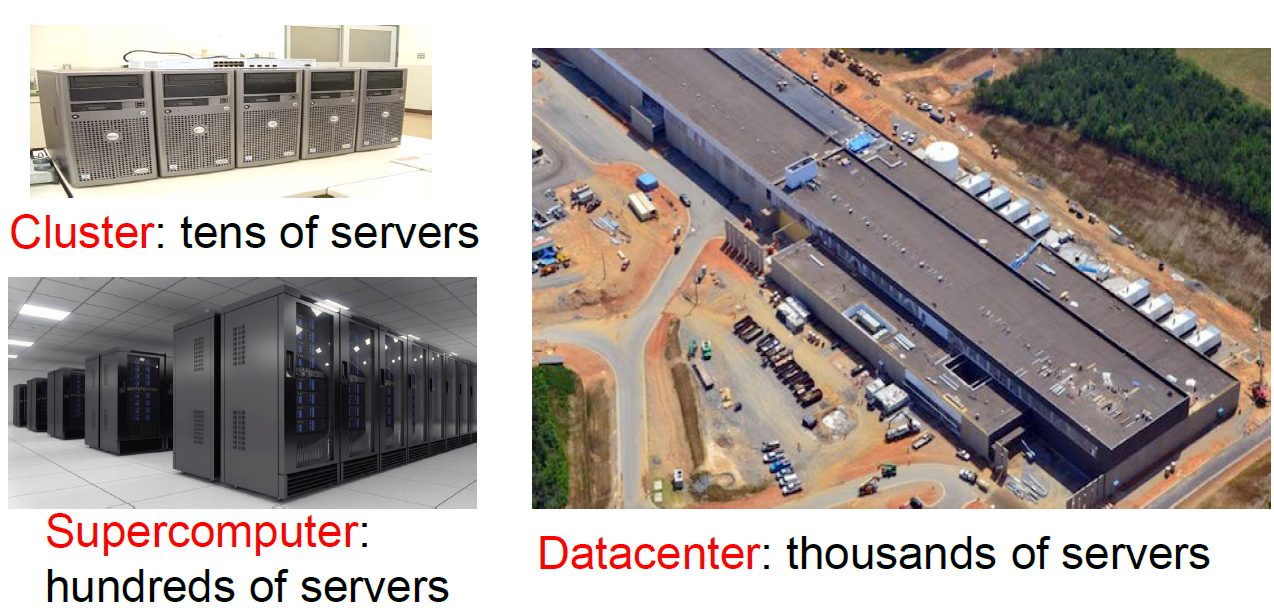 Cluster: tens of servers
Supercomputer:
hundreds of servers
Datacenter: thousands of servers